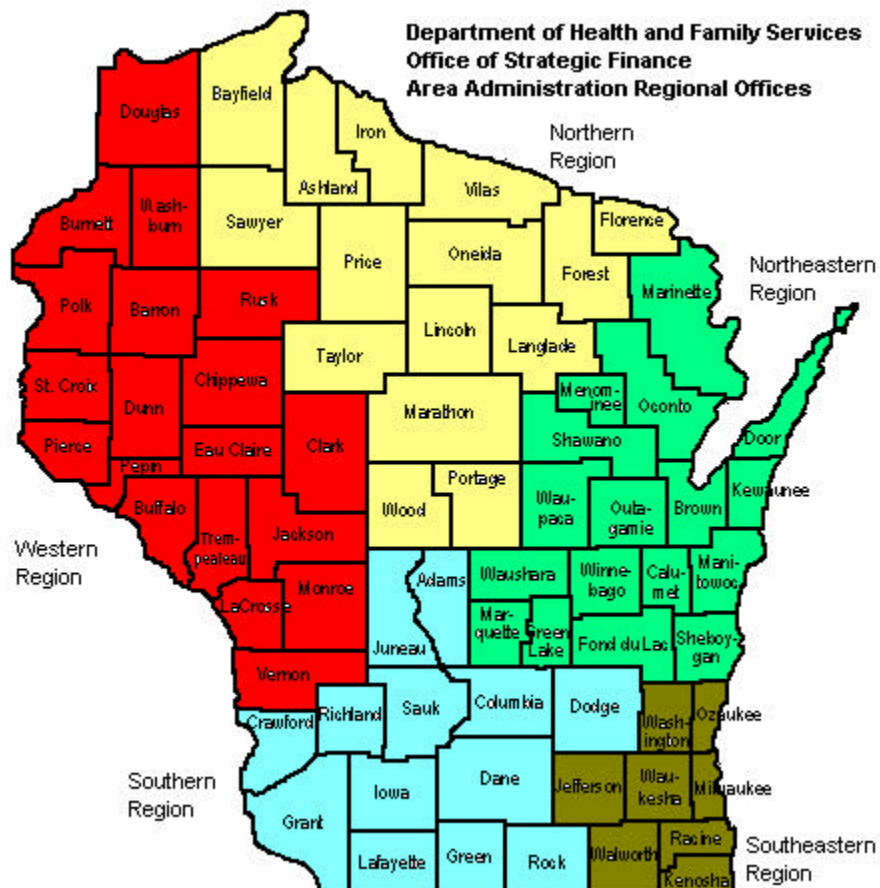 Department of Health and Family Services
Office of Strategic Finance
Area Administration Regional Offices
Northern
Region
Douglas
Bayfield
Iron
Ashland
Vilas
Burnett
Wash-
burn
Sawyer
Florence
Price
Oneida
Forest
Northeastern
Region
Marinette
Polk
Barron
Rusk
Lincoln
Langlade
Taylor
St. Croix
Dunn
Chippewa
Menom-
inee
Oconto
Marathon
Shawano
Door
Pierce
Pepin
Eau Claire
Clark
Portage
Wood
Wau-
paca
Outa-
gamie
Brown
Kewaunee
Buffalo
Trem-
pealeau
Jackson
Western
Region
LaCrosse
Monroe
Adams
Juneau
Waushara
Winne-
bago
Calu-
met
Mani-
towoc
Mar-
quette
Green
Lake
Fond du Lac
Sheboy-
gan
Vernon
Crawford
Richland
Sauk
Columbia
Dodge
Wash-
ington
Ozaukee
Southern
Region
Iowa
Dane
Jefferson
Wau-
kesha
Milwaukee
Grant
Lafayette
Green
Rock
Walworth
Racine
Kenosha
Southeastern
Region